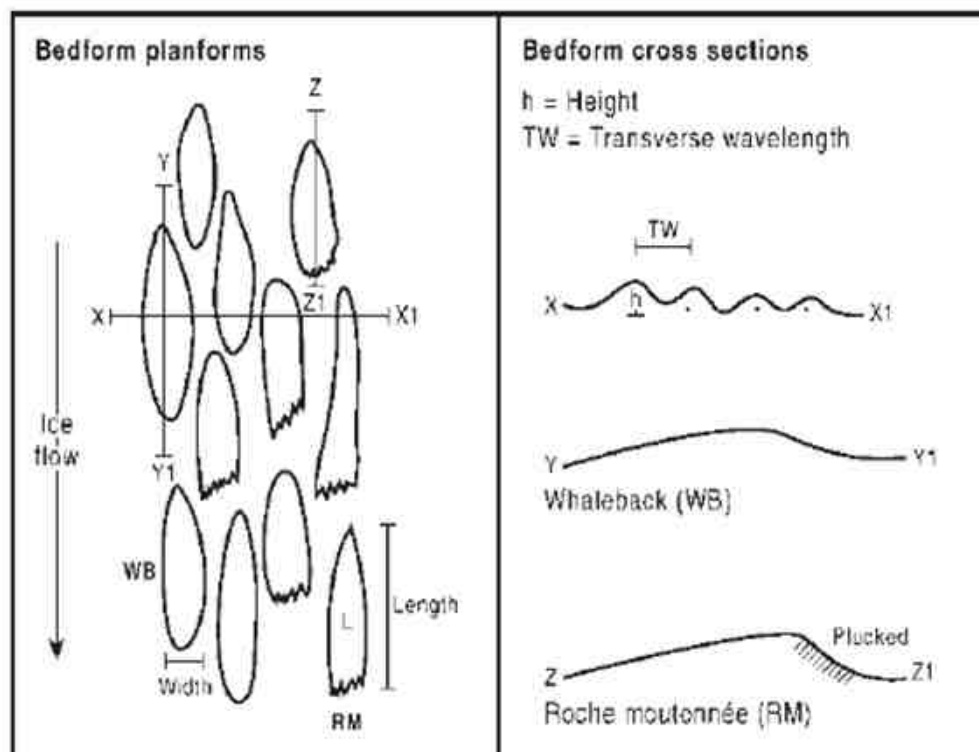 Bedform planforms
Z
Y
Z1
X
X1
Ice
flow
Y1
WB
Length
L
Width
RM
Bedform cross sections
h = Height
TW = Transverse wavelength
TW
X
h
X1
Y
Y1
Whaleback (WB)
Plucked
Z
Z1
Roche moutonnée (RM)